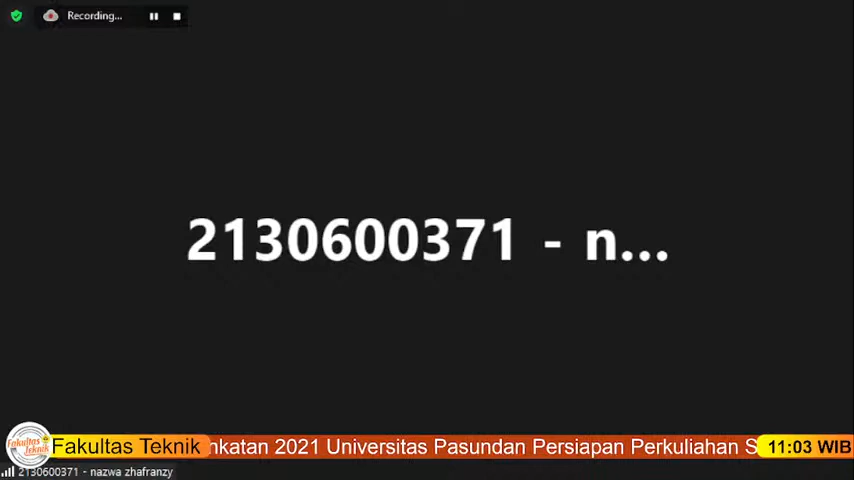 Recording...
2130600371 - n...
Fakultas Teknik
Fakultas Teknik nkatan 2021 Universitas Pasundan Persiapan Perkuliahan S 11:03 WIB
2130600371 - nazwa zhafranzy